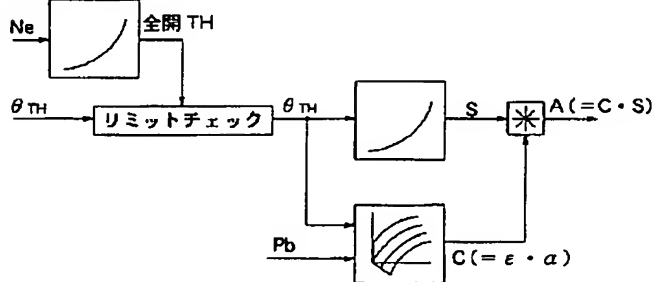 Ne
全開 TH
θTH
リミットチェック
θTH
S
A(=C・S)
Pb
C(= ε・α)